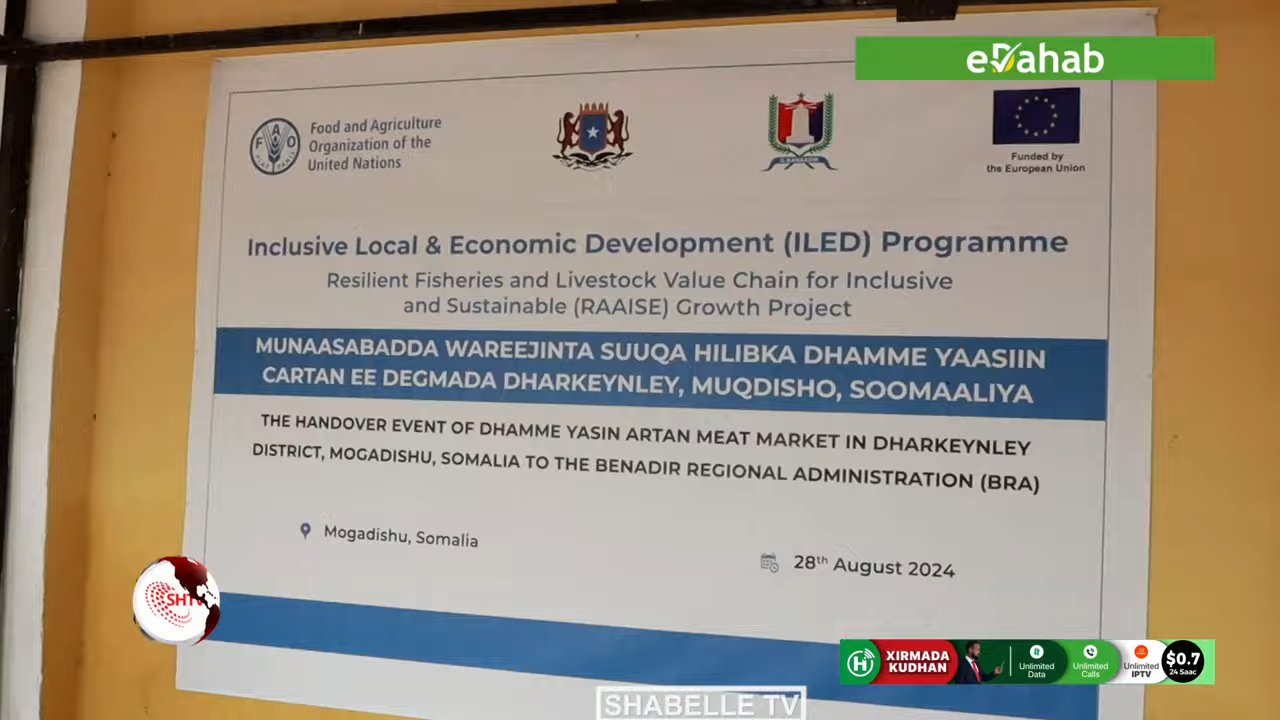 eDahab
FAO
FIAT PANIS
Food and Agriculture
Organization of the
United Nations
G.BANAADIR
Funded by
the European Union
Inclusive Local & Economic Development (ILED) Programme
Resilient Fisheries and Livestock Value Chain for Inclusive
and Sustainable (RAAISE) Growth Project
MUNAASABADDA WAREEJINTA SUUQA HILIBKA DHAMME YAASIIN
CARTAN EE DEGMADA DHARKEYNLEY, MUQDISHO, SOOMAALIYA
THE HANDOVER EVENT OF DHAMME YASIN ARTAN MEAT MARKET IN DHARKEYNLEY
DISTRICT, MOGADISHU, SOMALIA TO THE BENADIR REGIONAL ADMINISTRATION (BRA)
Mogadishu, Somalia
28th August 2024
SHTV
XIRMADA
KUDHAN
Unlimited
Data
Unlimited
Calls
Unlimited
IPTV
$0.7
24 Saac
SHABELLE TV